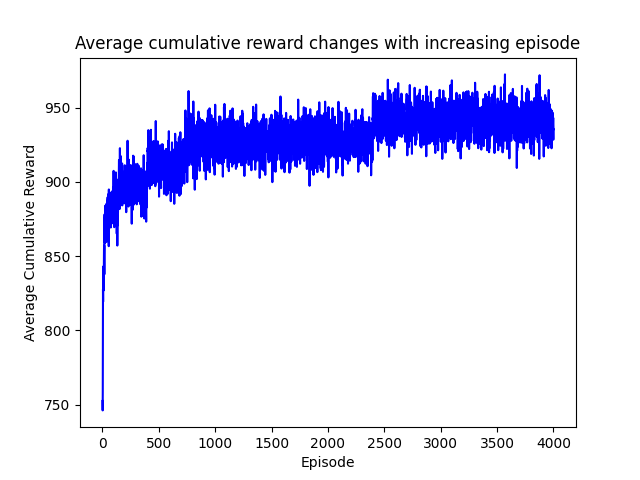 Average cumulative reward changes with increasing episode
Average Cumulative Reward
950
900
850
800
750
0 500 1000 1500 2000 2500 3000 3500 4000
Episode